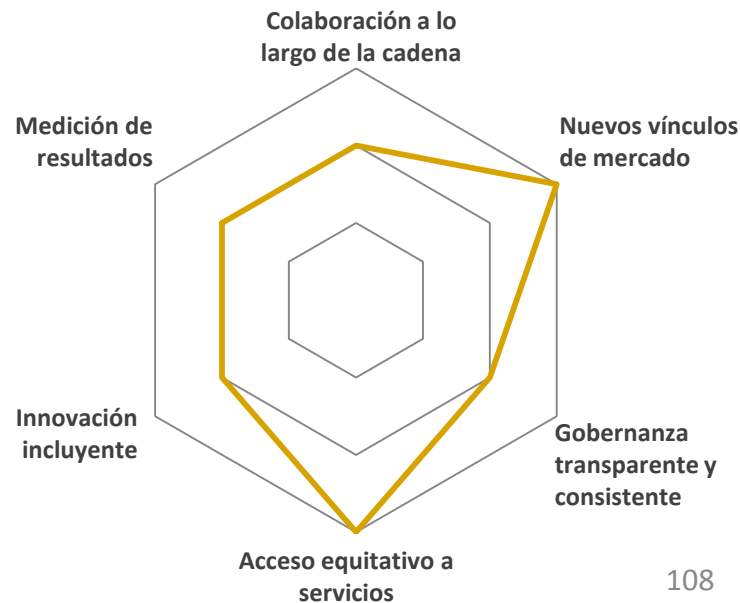 Colaboración a lo
largo de la cadena
Nuevos vínculos
de mercado
Gobernanza
transparente y
consistente
Acceso equitativo a
servicios
Innovación
incluyente
Medición de
resultados
108